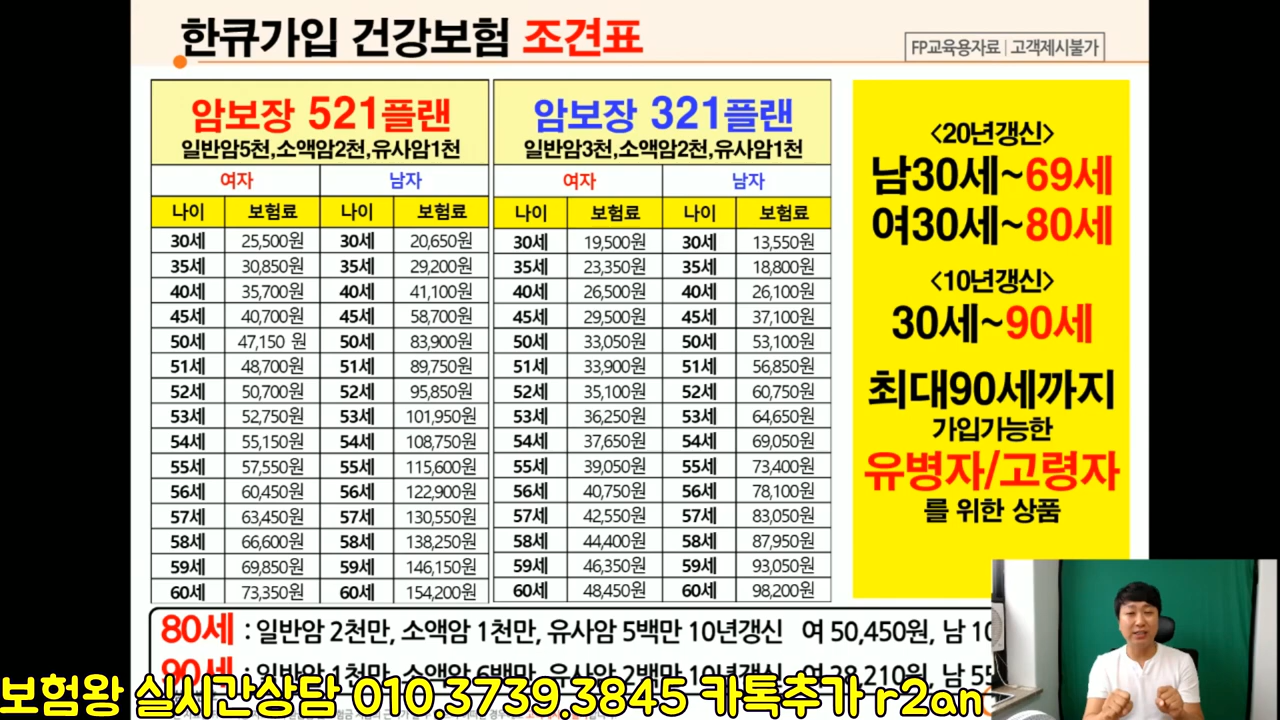 한큐가입 건강보험 조견표
FP교육용자료 | 고객제시불가
암보장 521플랜
일반암5천,소액암2천,유사암1천
여자 남자
나이 보험료 나이 보험료
30세 25,500원 30세 20,650원
35세 30,850원 35세 29,200원
40세 35,700원 40세 41,100원
45세 40,700원 45세 58,700원
50세 47,150 원 50세 83,900원
51세 48,700원 51세 89,750원
52세 50,700원 52세 95,850원
53세 52,750원 53세 101,950원
54세 55,150원 54세 108,750원
55세 57,550원 55세 115,600원
56세 60,450원 56세 122,900원
57세 63,450원 57세 130,550원
58세 66,600원 58세 138,250원
59세 69,850원 59세 146,150원
60세 73,350원 60세 154,200원
암보장 321플랜
일반암3천,소액암2천,유사암1천
여자 남자
나이 보험료 나이 보험료
30세 19,500원 30세 13,550원
35세 23,350원 35세 18,800원
40세 26,500원 40세 26,100원
45세 29,500원 45세 37,100원
50세 33,050원 50세 53,100원
51세 33,900원 51세 56,850원
52세 35,100원 52세 60,750원
53세 36,250원 53세 64,650원
54세 37,650원 54세 69,050원
55세 39,050원 55세 73,400원
56세 40,750원 56세 78,100원
57세 42,550원 57세 83,050원
58세 44,400원 58세 87,950원
59세 46,350원 59세 93,050원
60세 48,450원 60세 98,200원
<20년갱신>
남30세~69세
여30세~80세
<10년갱신>
30세~90세
최대90세까지
가입가능한
유병자/고령자
를 위한 상품
80세 : 일반암 2천만, 소액암 1천만, 유사암 5백만 10년갱신 여 50,450원, 남 10
90세 : 일반암 1천만, 소액암 6백만, 유사암 2백만 10년갱신 여 28,210원, 남 55
보험왕 실시간상담 010.3739.3845 카톡추가 r2an